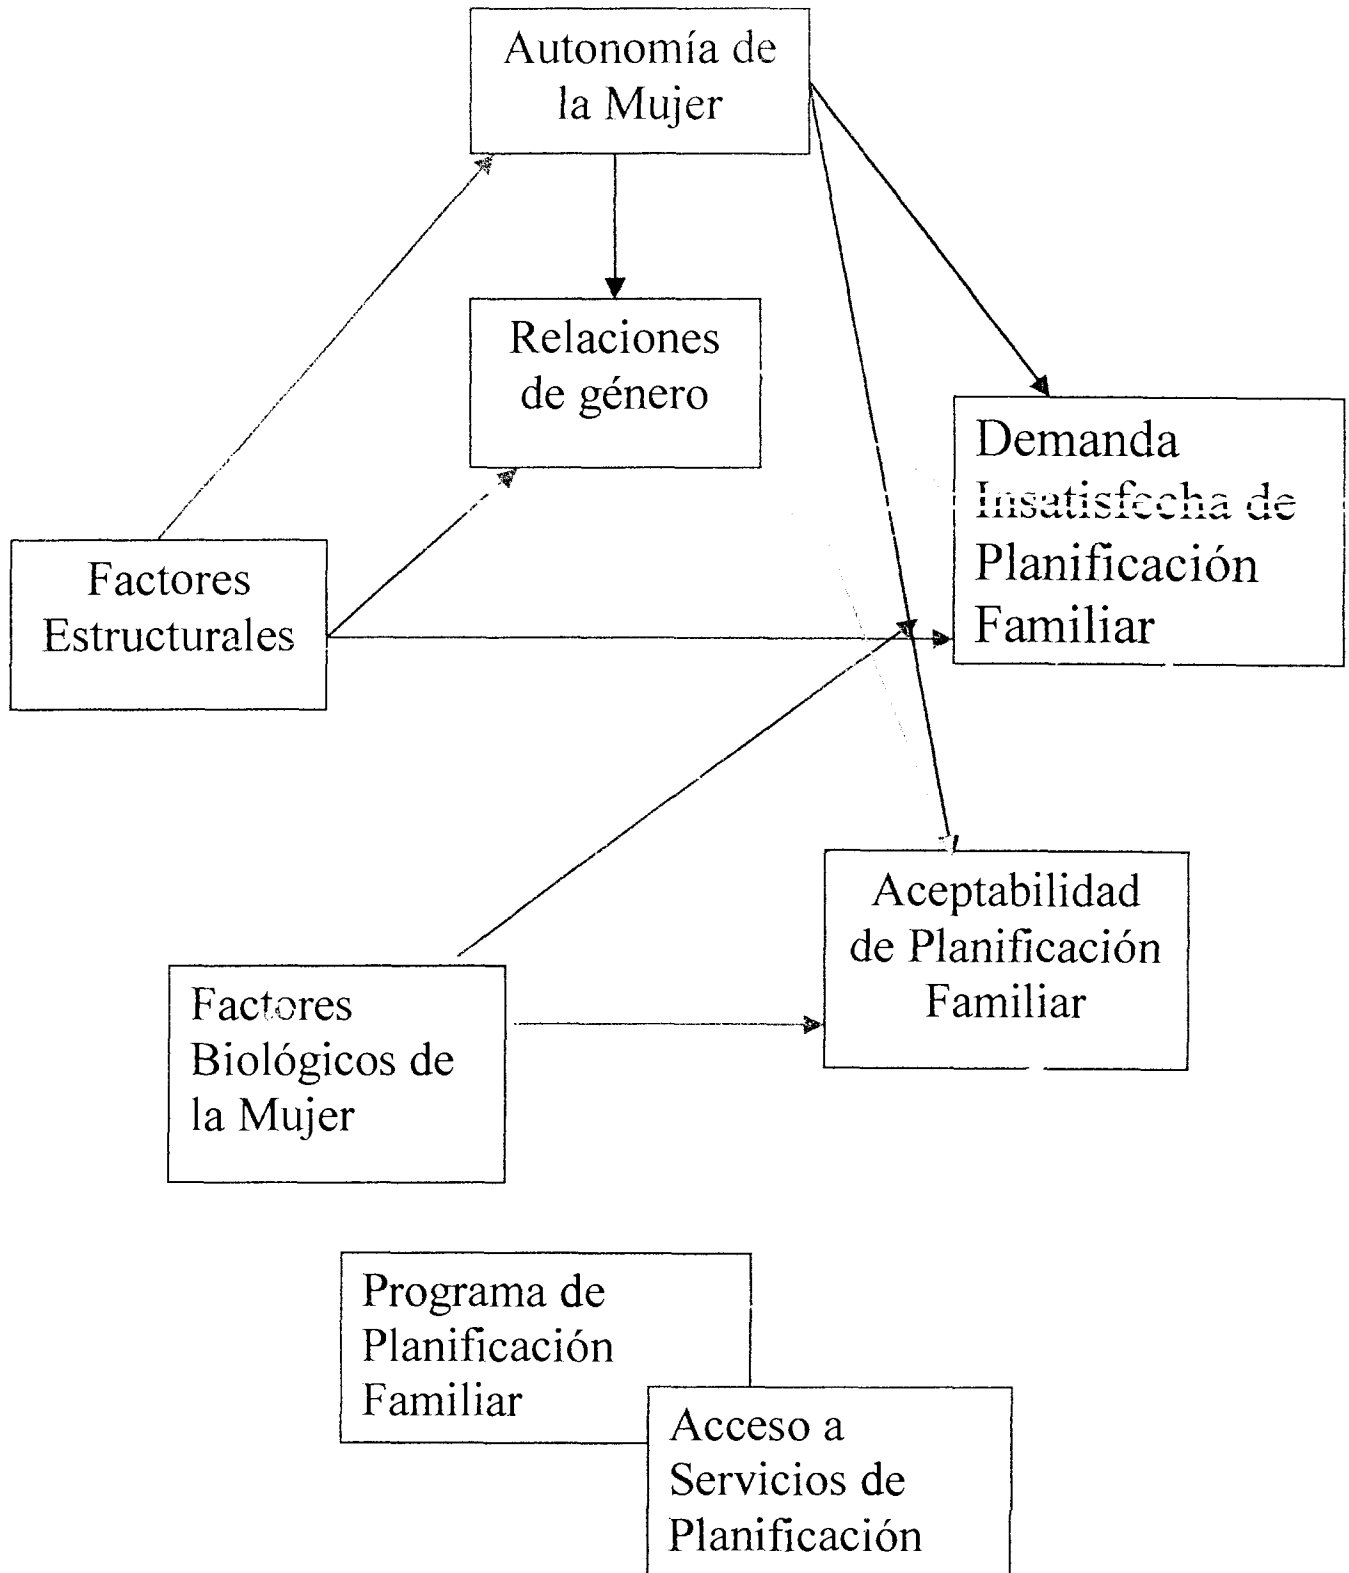 Autonomía de
la Mujer
Relaciones
de género
Demanda
Insatisfecha de
Planificación
Familiar
Factores
Estructurales
Aceptabilidad
de Planificación
Familiar
Factores
Biológicos de
la Mujer
Programa de
Planificación
Familiar
Acceso a
Servicios de
Planificación